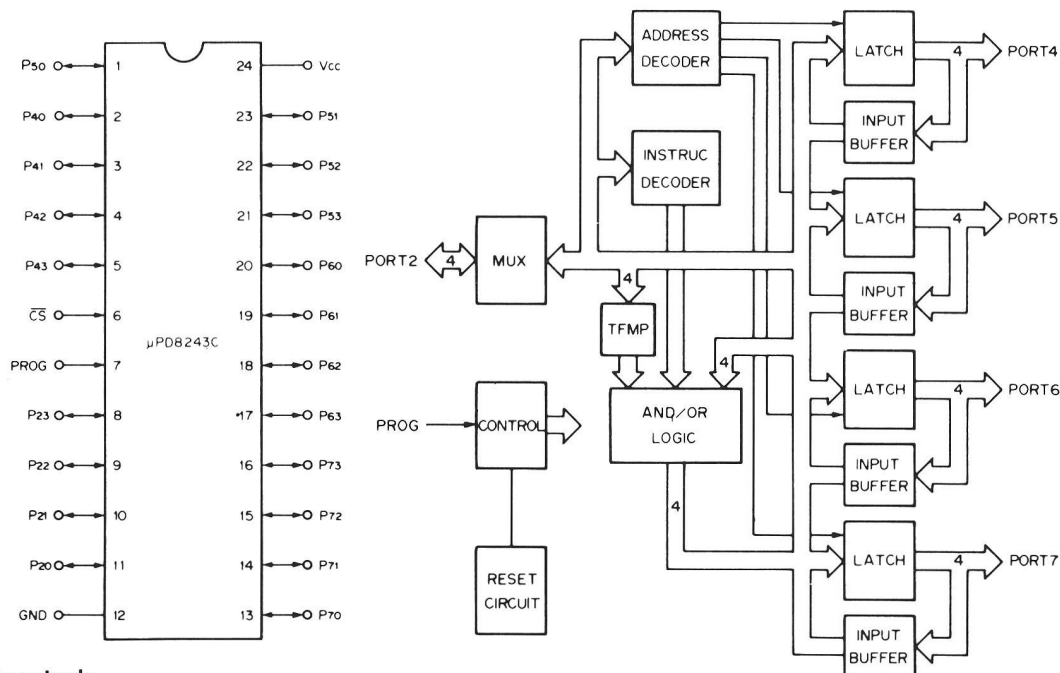 P50 1 24 Vcc
P40 2 23 P51
P41 3 22 P52
P42 4 21 P53
P43 5 20 P60
CS 6 19 P61
μPD8243C
PROG 7 18 P62
P23 8 17 P63
P22 9 16 P73
P21 10 15 P72
P20 11 14 P71
GND 12 13 P70
PORT2
4
MUX
ADDRESS
DECODER
INSTRUC
DECODER
4
TFMP
4
AND/OR
LOGIC
4
PROG
CONTROL
RESET
CIRCUIT
LATCH
4
PORT4
INPUT
BUFFER
LATCH
4
PORT5
INPUT
BUFFER
LATCH
4
PORT6
INPUT
BUFFER
LATCH
4
PORT7
INPUT
BUFFER